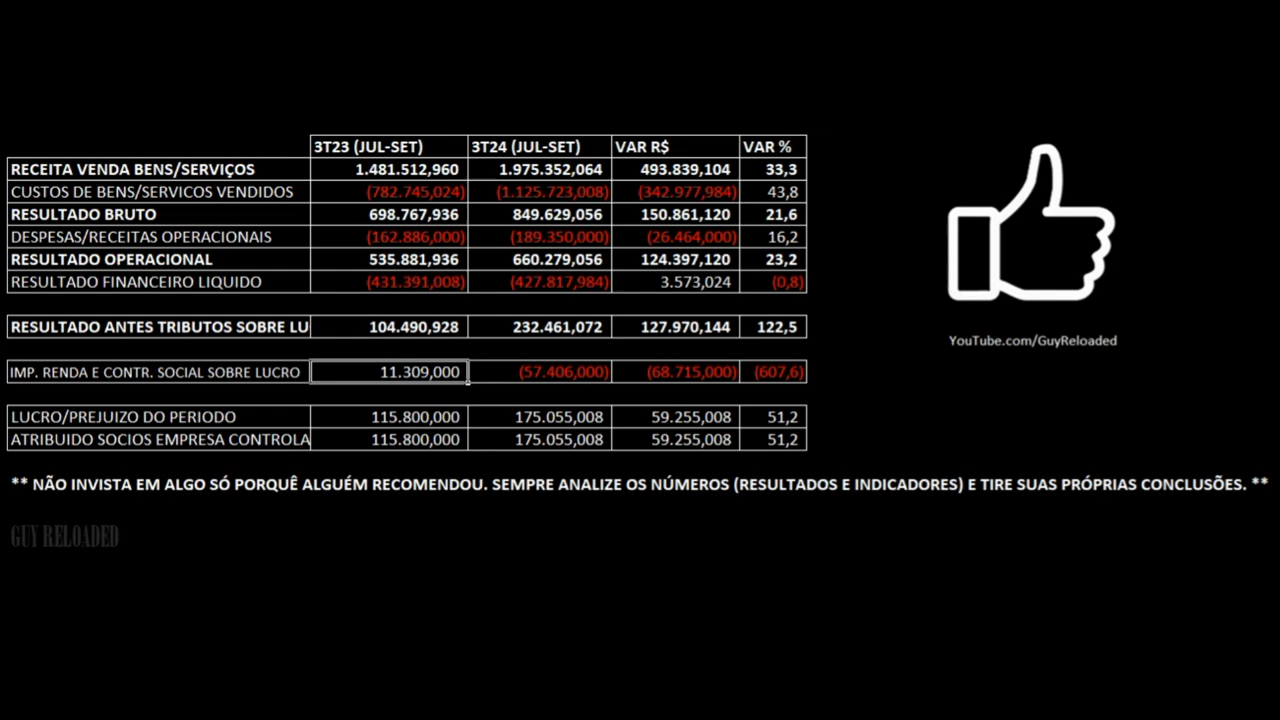 3T23 (JUL-SET) 3T24 (JUL-SET) VAR R$ VAR %
RECEITA VENDA BENS/SERVIÇOS 1.481.512,960 1.975.352,064 493.839,104 33,3
CUSTOS DE BENS/SERVICOS VENDIDOS (782.745,024) (1.125.723,008) (342.977,984) 43,8
RESULTADO BRUTO 698.767,936 849.629,056 150.861,120 21,6
DESPESAS/RECEITAS OPERACIONAIS (162.886,000) (189.350,000) (26.464,000) 16,2
RESULTADO OPERACIONAL 535.881,936 660.279,056 124.397,120 23,2
RESULTADO FINANCEIRO LIQUIDO (431.391,008) (427.817,984) 3.573,024 (0,8)
RESULTADO ANTES TRIBUTOS SOBRE LU 104.490,928 232.461,072 127.970,144 122,5
IMP. RENDA E CONTR. SOCIAL SOBRE LUCRO 11.309,000 (57.406,000) (68.715,000) (607,6)
LUCRO/PREJUIZO DO PERIODO 115.800,000 175.055,008 59.255,008 51,2
ATRIBUIDO SOCIOS EMPRESA CONTROLA 115.800,000 175.055,008 59.255,008 51,2
YouTube.com/GuyReloaded
** NÃO INVISTA EM ALGO SÓ PORQUÊ ALGUÉM RECOMENDOU. SEMPRE ANALIZE OS NÚMEROS (RESULTADOS E INDICADORES) E TIRE SUAS PRÓPRIAS CONCLUSÕES. **
GUY RELOADED